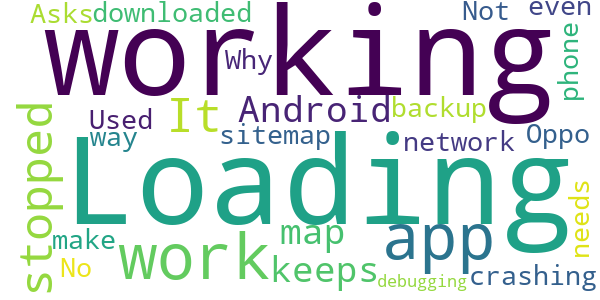 Asks downloaded Not even
working
Why
phone
It Android backup
Used
way sitemap network Oppo
stopped
Loading
needs
map app
make work
No keeps crashing
debugging